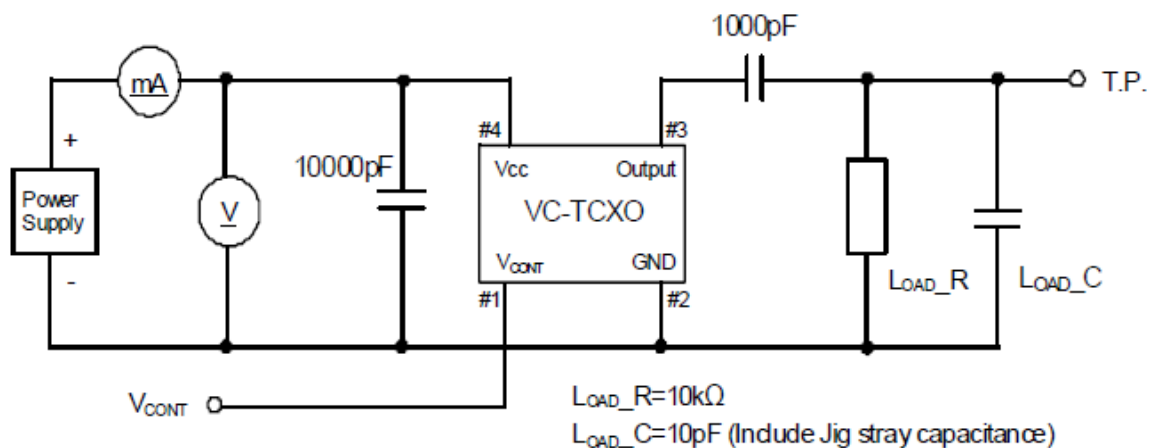 1000pF
mA
T.P.
+
#4
#3
10000pF
Vcc
Output
Power
Supply
V
VC-TCXO
VCONT
GND
-
#1
#2
LOAD_R
LOAD_C
VCONT
LOAD_R=10kΩ
LOAD_C=10pF (Include Jig stray capacitance)